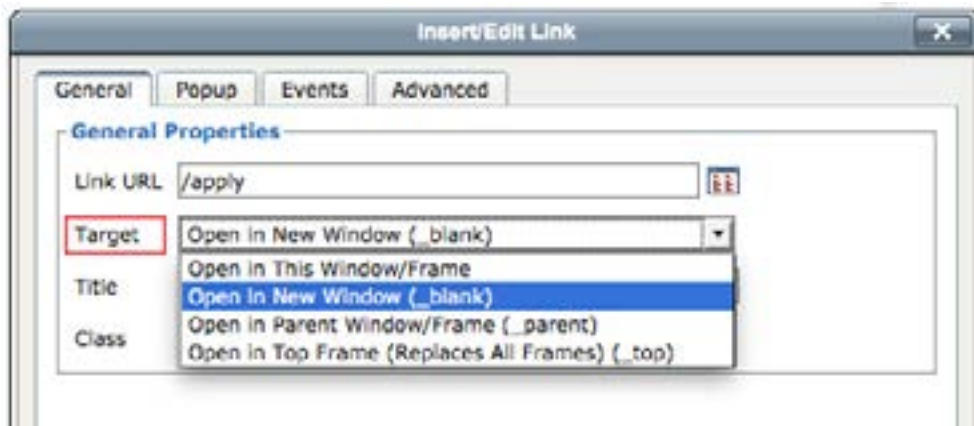 Insert/Edit Link
General Popup Events Advanced
General Properties
Link URL /apply
Target Open in New Window (_blank)
Open in This Window/Frame
Title
Open in New Window (_blank)
Open in Parent Window/Frame (_parent)
Class
Open in Top Frame (Replaces All Frames) (_top)